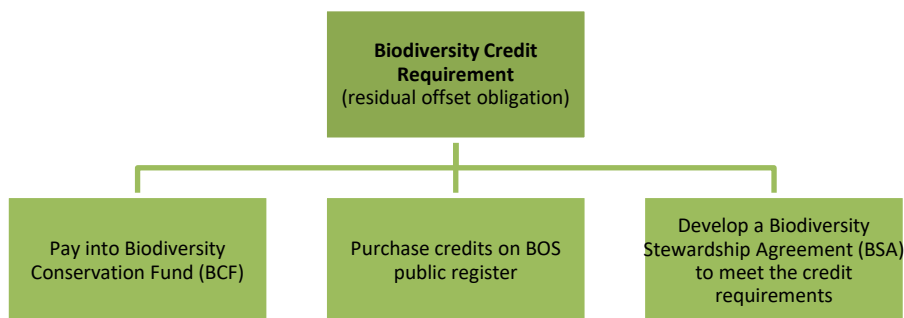 Biodiversity Credit
Requirement
(residual offset obligation)
Pay into Biodiversity
Conservation Fund (BCF)
Purchase credits on BOS
public register
Develop a Biodiversity
Stewardship Agreement (BSA)
to meet the credit
requirements